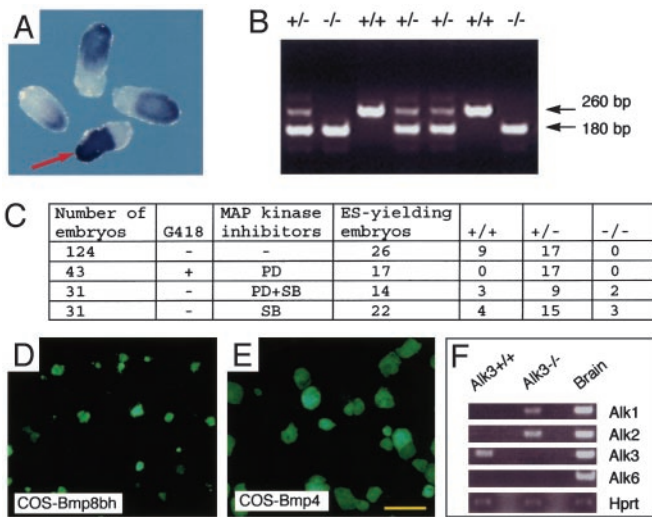 A
B
+/- -/- +/+ +/- +/- +/+ -/-
260 bp
180 bp
C
Number of embryos G418 MAP kinase inhibitors ES-yielding embryos +/+ +/- -/-
124 - - 26 9 17 0
43 + PD 17 0 17 0
31 - PD+SB 14 3 9 2
31 - SB 22 4 15 3
D
COS-Bmp8bh
E
COS-Bmp4
F
Alk3+/+ Alk3-/- Brain
Alk1
Alk2
Alk3
Alk6
Hprt